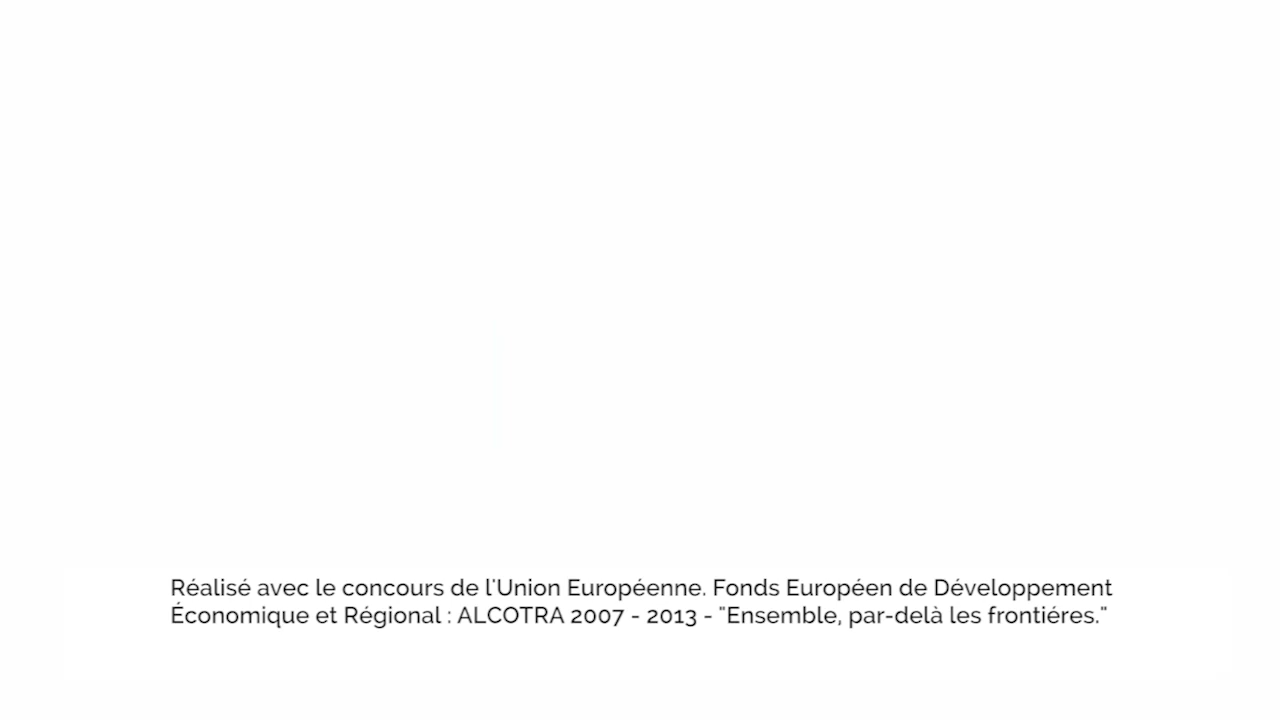 Réalisé avec le concours de l'Union Européenne. Fonds Européen de Développement
Économique et Régional : ALCOTRA 2007 - 2013 - "Ensemble, par-delà les frontiéres."